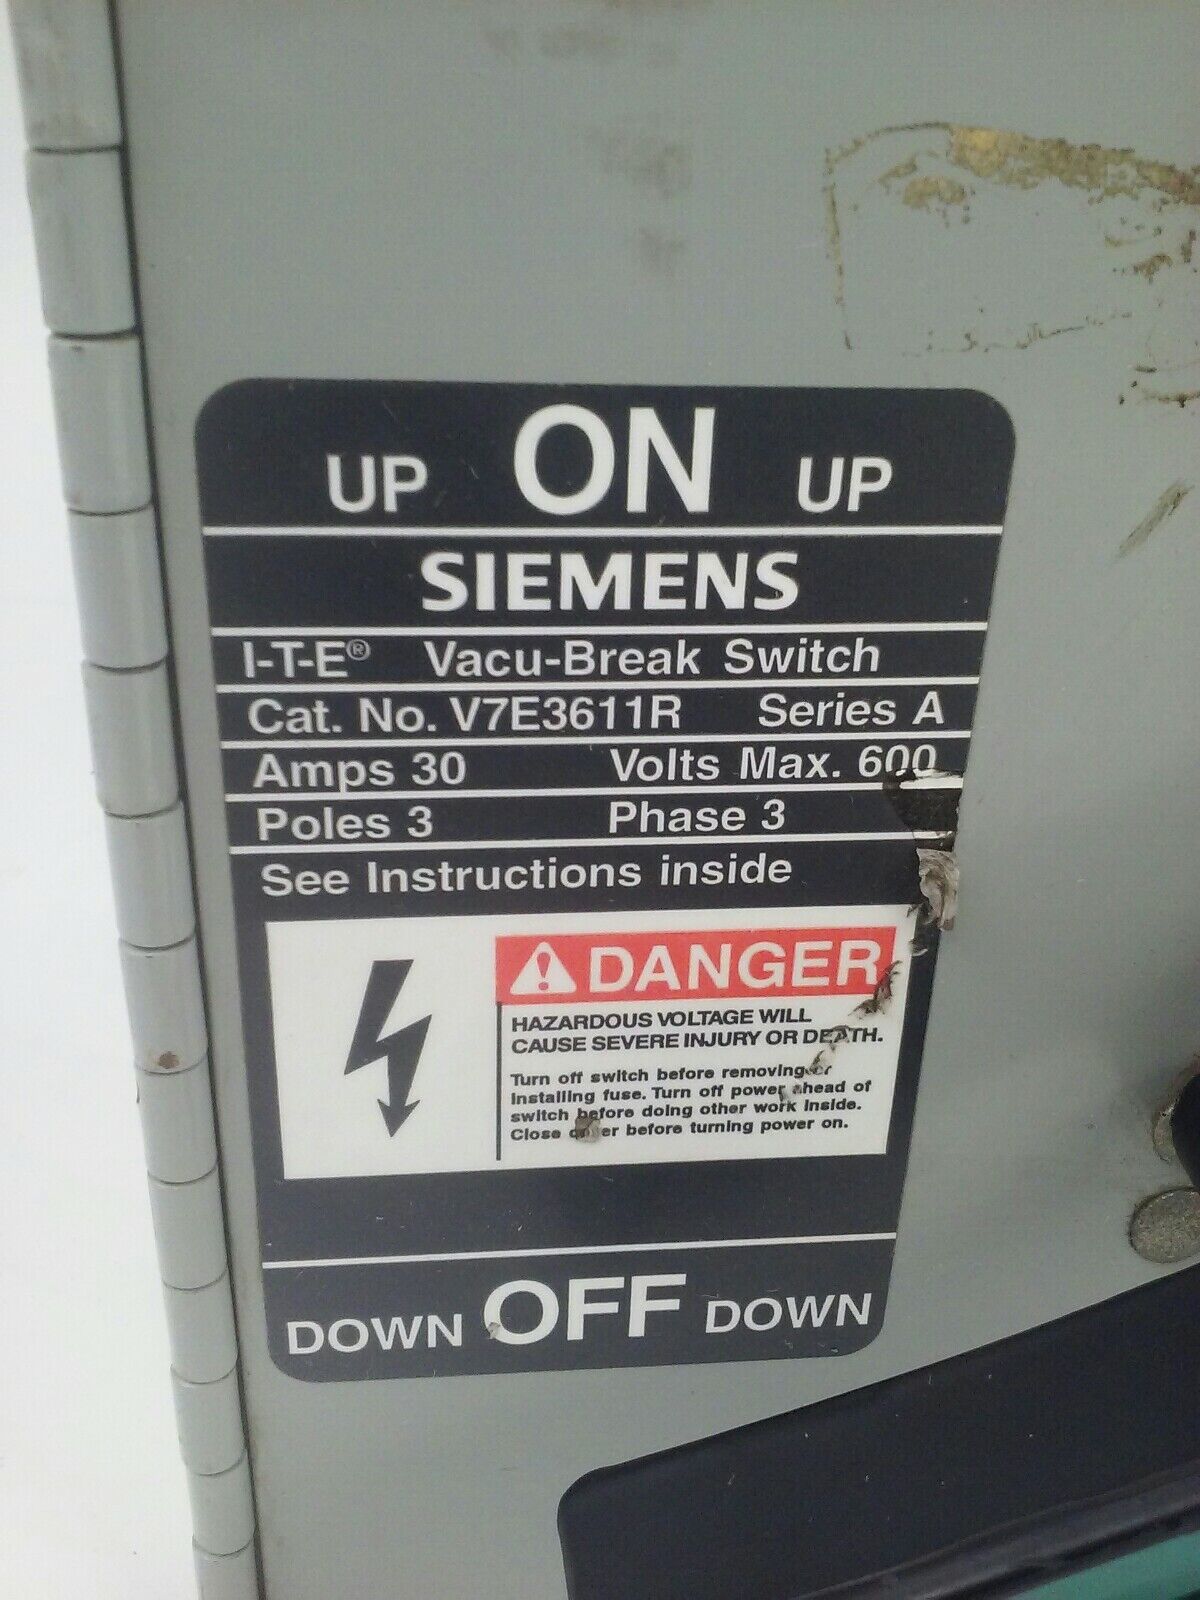 UP ON UP
SIEMENS
I-T-E® Vacu-Break Switch
Cat. No. V7E3611R Series A
Amps 30 Volts Max. 600
Poles 3 Phase 3
See Instructions inside
DANGER
HAZARDOUS VOLTAGE WILL
CAUSE SEVERE INJURY OR DEATH.
Turn off switch before removing or
installing fuse. Turn off power ahead of
switch before doing other work inside.
Close before turning power on.
DOWN OFF DOWN